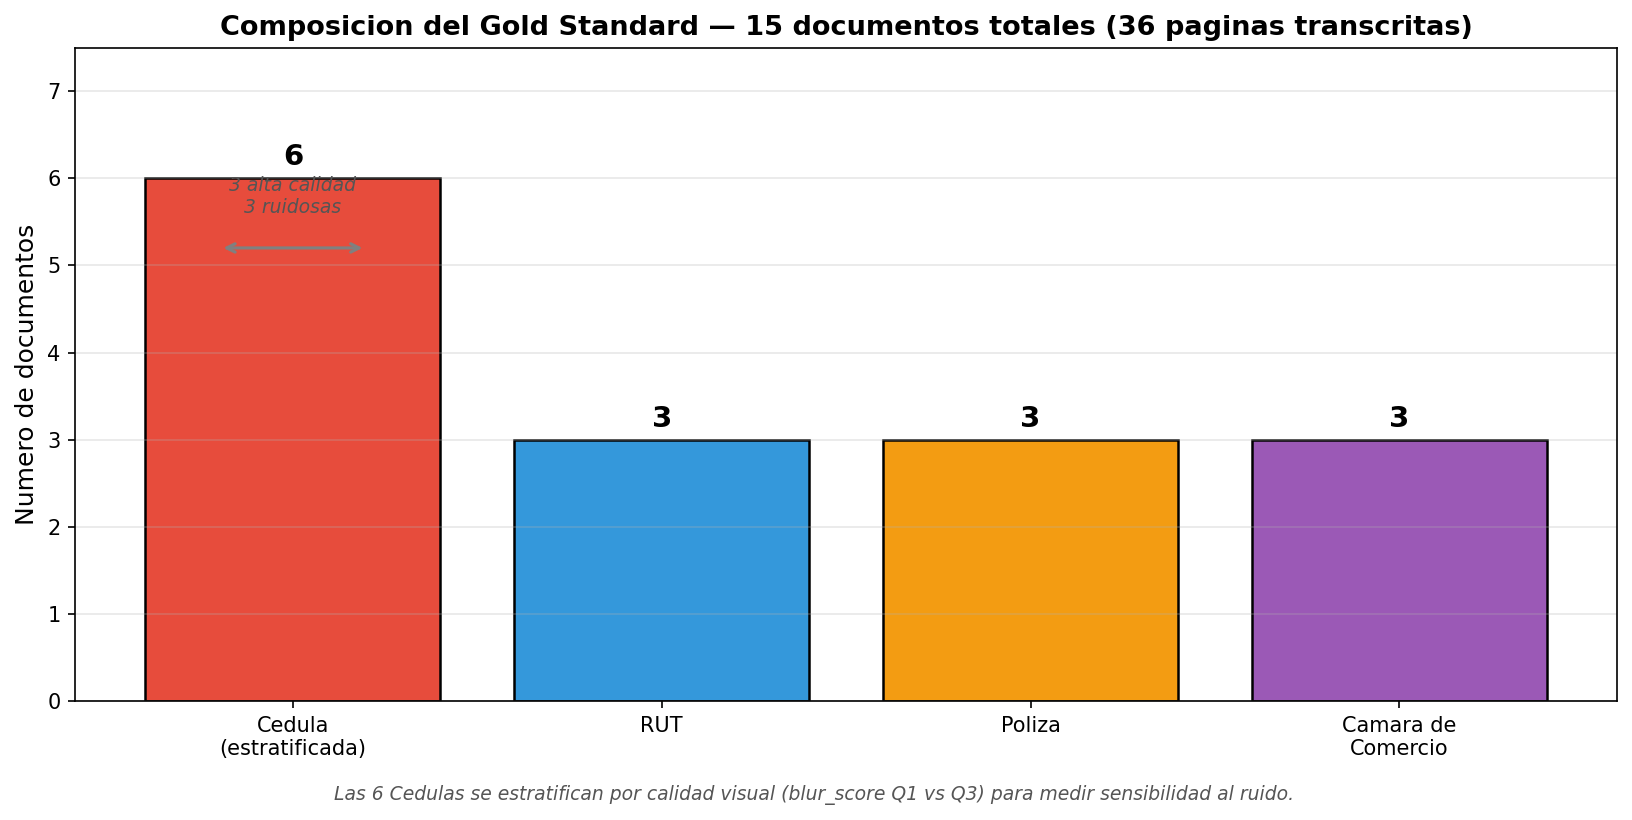 Composicion del Gold Standard — 15 documentos totales (36 paginas transcritas)
Numero de documentos
7
6
5
4
3
2
1
0
6
3 alta calidad
3 ruidosas
3
3
3
Cedula
(estratificada)
RUT
Poliza
Camara de
Comercio
Las 6 Cedulas se estratifican por calidad visual (blur_score Q1 vs Q3) para medir sensibilidad al ruido.